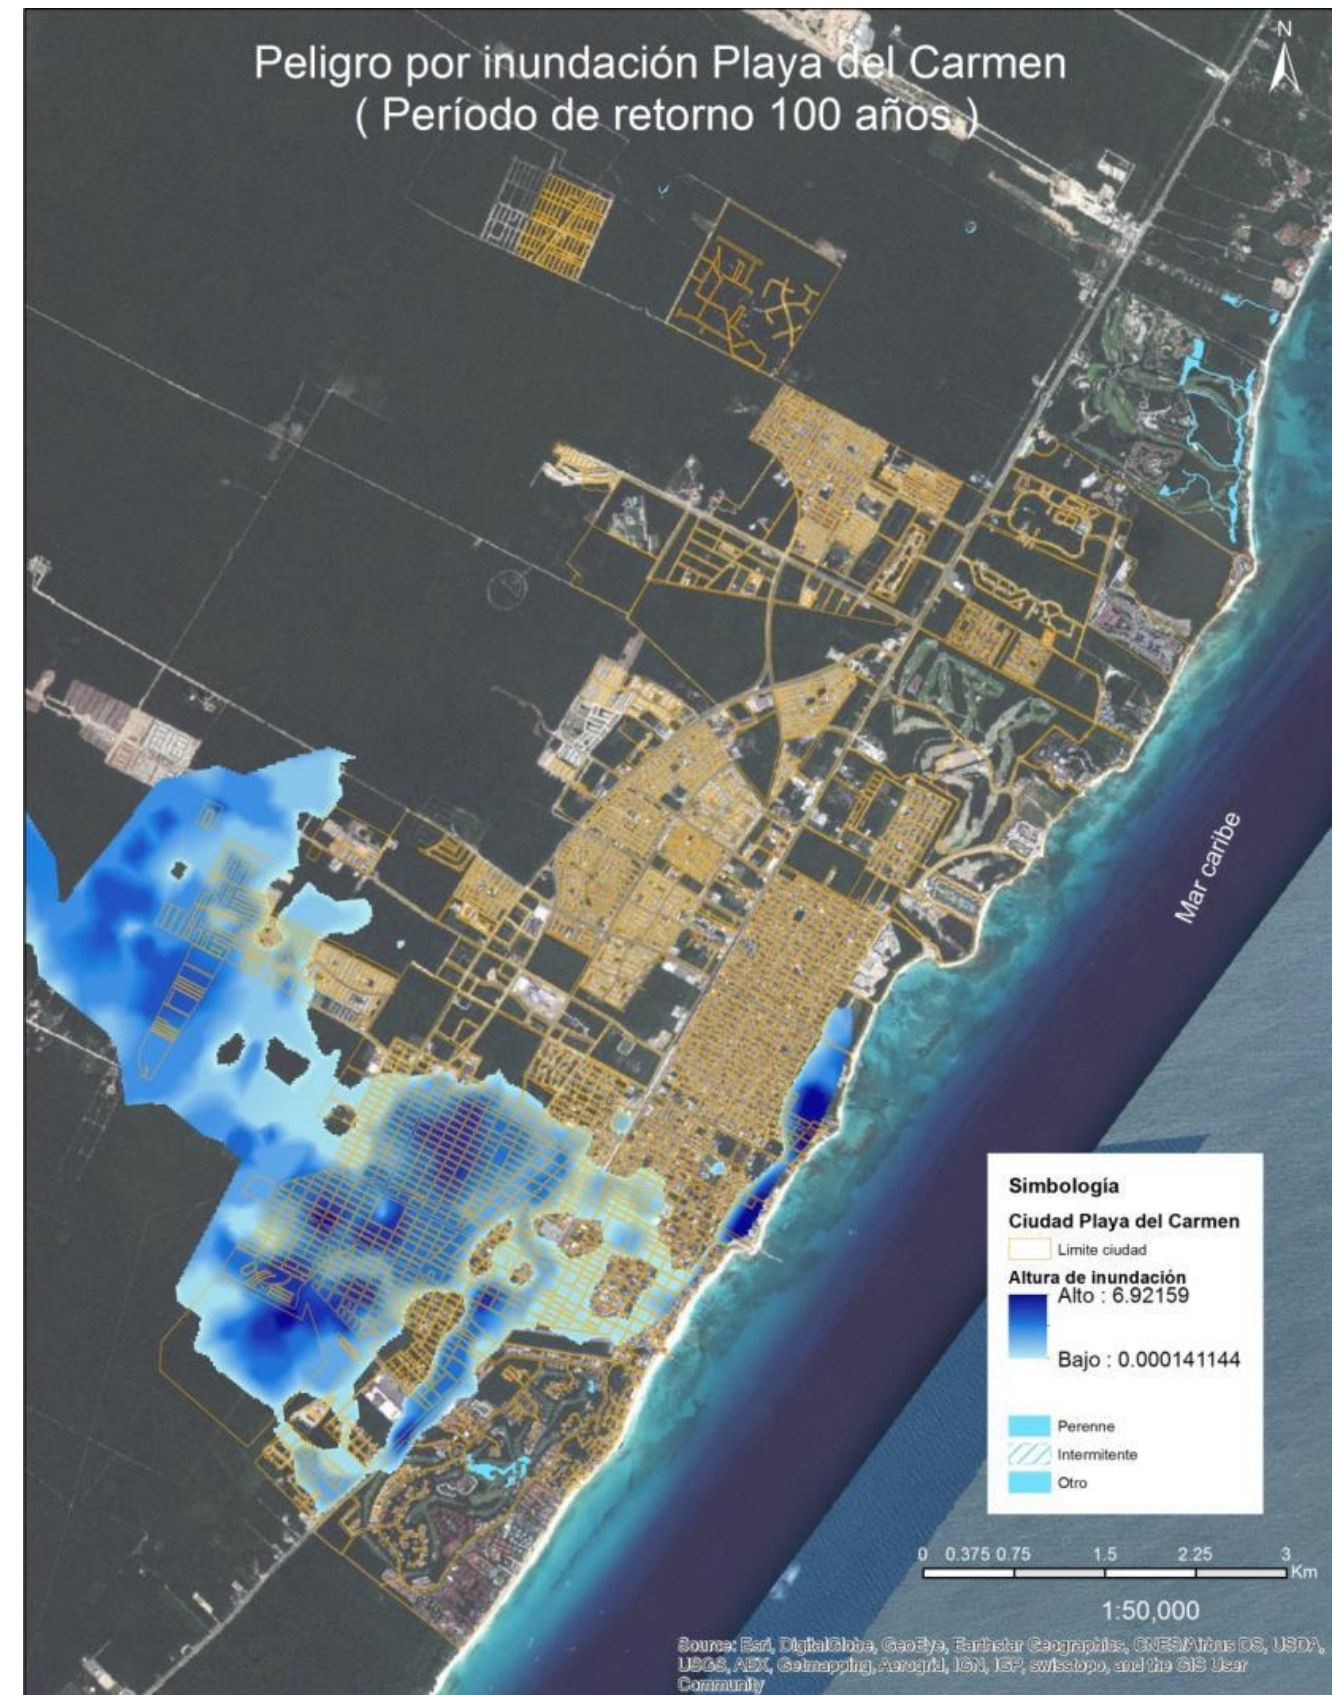 Peligro por inundación Playa del Carmen
( Período de retorno 100 años )
N
Mar caribe
Simbología
Ciudad Playa del Carmen
Limite ciudad
Altura de inundación
Alto : 6.92159
Bajo : 0.000141144
Perenne
Intermitente
Otro
0 0.375 0.75 1.5 2.25 3
Km
1:50,000
Source: Esri, DigitalGlobe, GeoEye, Earthstar Geographics, CNES/Airbus DS, USDA,
USGS, AEX, Getmapping, Aerogrid, IGN, IGP, swisstopo, and the GIS User
Community